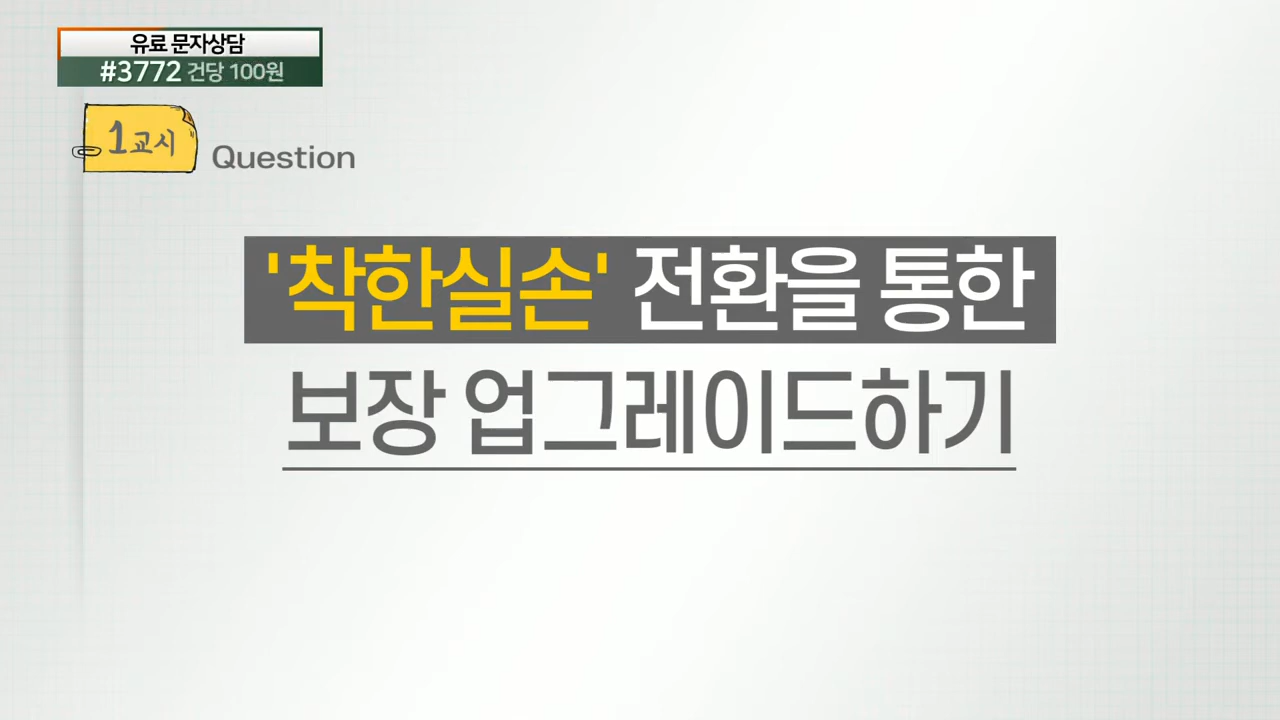 유료 문자상담
#3772 건당 100원
1교시
Question
'착한실손' 전환을 통한
보장 업그레이드하기